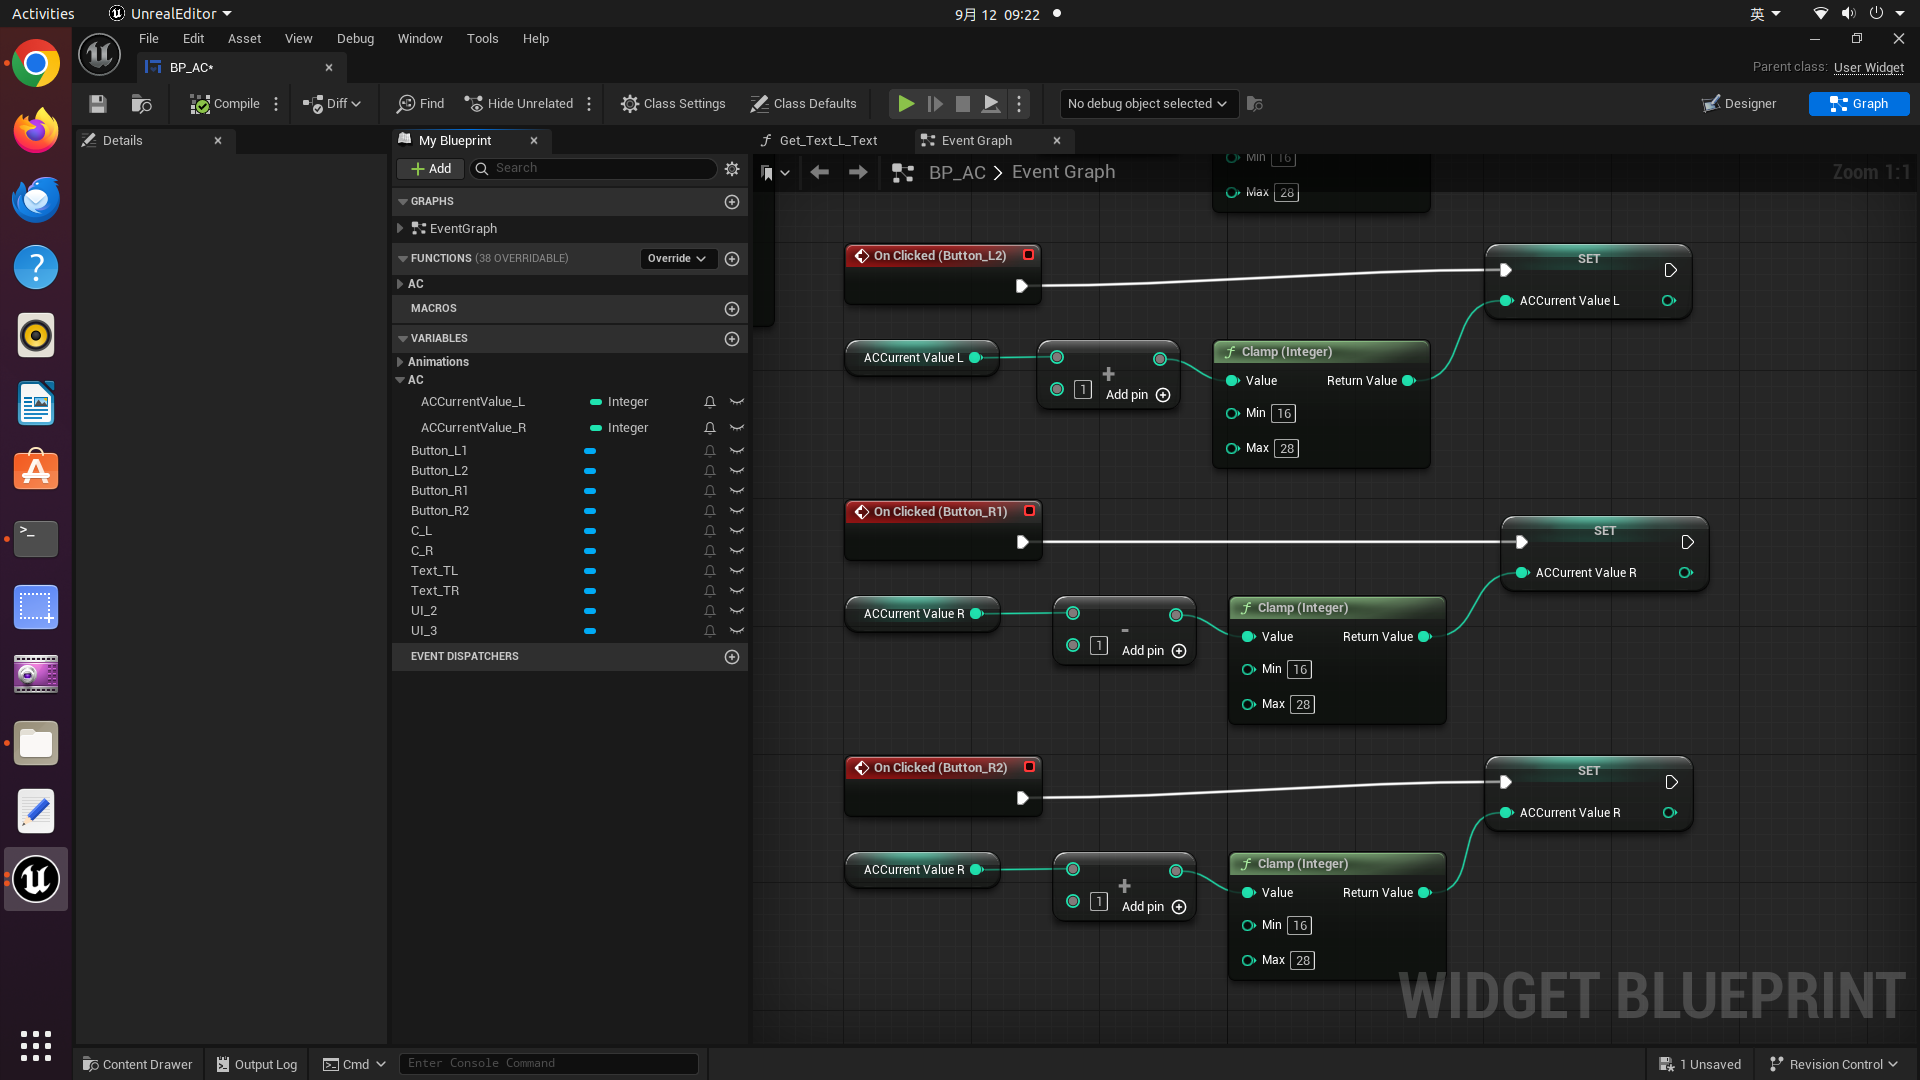 Activities
UnrealEditor
9月 12 09:22
英
File Edit Asset View Debug Window Tools Help
BP_AC*
Parent class: User Widget
Compile
Diff
Find
Hide Unrelated
Class Settings
Class Defaults
No debug object selected
Designer
Graph
Details
My Blueprint
Get_Text_L_Text
Event Graph
Add
Search
BP_AC > Event Graph
Zoom 1:1
GRAPHS
EventGraph
FUNCTIONS (38 OVERRIDABLE)
Override
AC
MACROS
VARIABLES
Animations
AC
ACCurrentValue_L Integer
ACCurrentValue_R Integer
Button_L1
Button_L2
Button_R1
Button_R2
C_L
C_R
Text_TL
Text_TR
UI_2
UI_3
EVENT DISPATCHERS
Min 16
Max 28
On Clicked (Button_L2)
SET
ACCurrent Value L
ACCurrent Value L
+
1
Add pin
f Clamp (Integer)
Value Return Value
Min 16
Max 28
On Clicked (Button_R1)
SET
ACCurrent Value R
ACCurrent Value R
-
1
Add pin
f Clamp (Integer)
Value Return Value
Min 16
Max 28
On Clicked (Button_R2)
SET
ACCurrent Value R
ACCurrent Value R
+
1
Add pin
f Clamp (Integer)
Value Return Value
Min 16
Max 28
WIDGET BLUEPRINT
Content Drawer
Output Log
Cmd
Enter Console Command
1 Unsaved
Revision Control